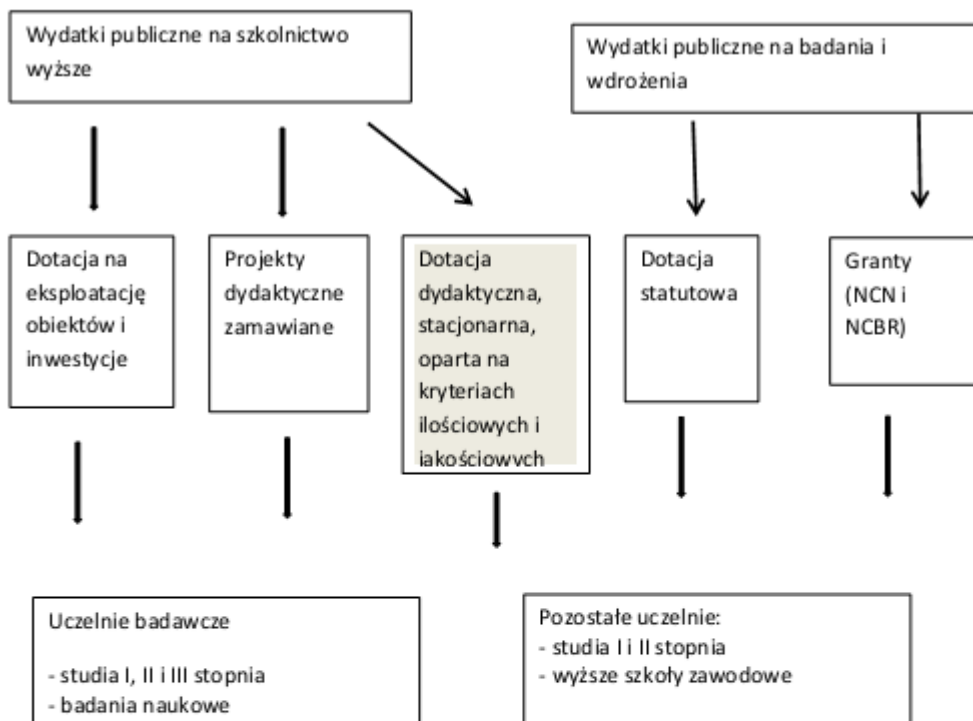 Wydatki publiczne na szkolnictwo
wyższe
Wydatki publiczne na badania i
wdrożenia
Dotacja na
eksploatację
obiektów i
inwestycje
Projekty
dydaktyczne
zamawiane
Dotacja
dydaktyczna,
stacjonarna,
oparta na
kryteriach
ilościowych i
jakościowych
Dotacja
statutowa
Granty
(NCN i
NCBR)
Uczelnie badawcze
- studia I, II i III stopnia
- badania naukowe
Pozostałe uczelnie:
- studia I i II stopnia
- wyższe szkoły zawodowe